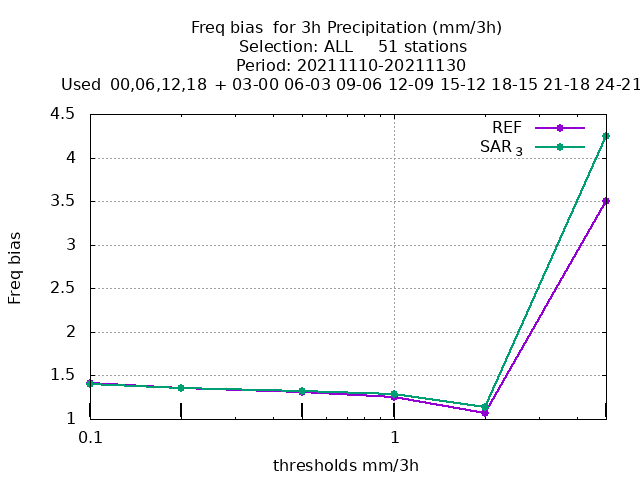 Freq bias  for 3h Precipitation (mm/3h)
Selection: ALL     51 stations
Period: 20211110-20211130
Used  00,06,12,18  + 03-00 06-03 09-06 12-09 15-12 18-15 21-18 24-21
REF
SAR 3
4.5
4
3.5
3
2.5
2
1.5
1
Freq bias
0.1
1
thresholds mm/3h